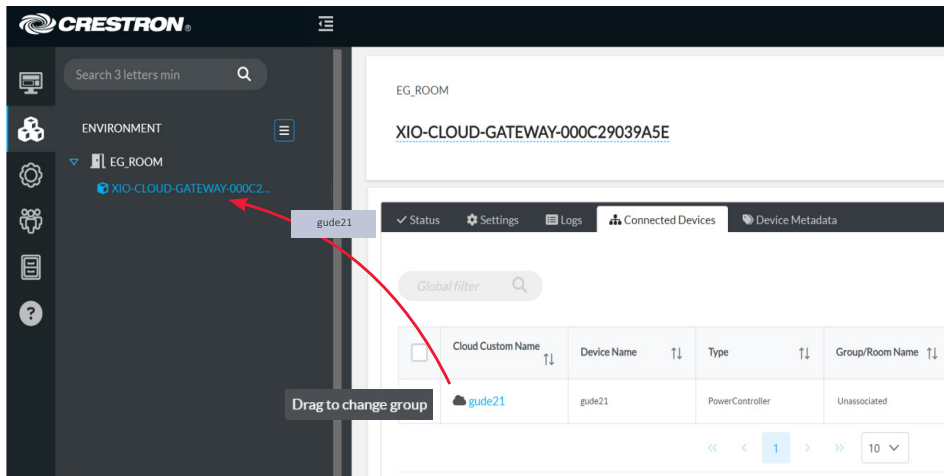 CRESTRON®
Search 3 letters min
ENVIRONMENT
EG_ROOM
XIO-CLOUD-GATEWAY-000C2...
gude21
EG_ROOM
XIO-CLOUD-GATEWAY-000C29039A5E
Status Settings Logs Connected Devices Device Metadata
Global filter
Cloud Custom Name Device Name Type Group/Room Name
Drag to change group
gude21 gude21 PowerController Unassociated
<< < 1 > >> 10